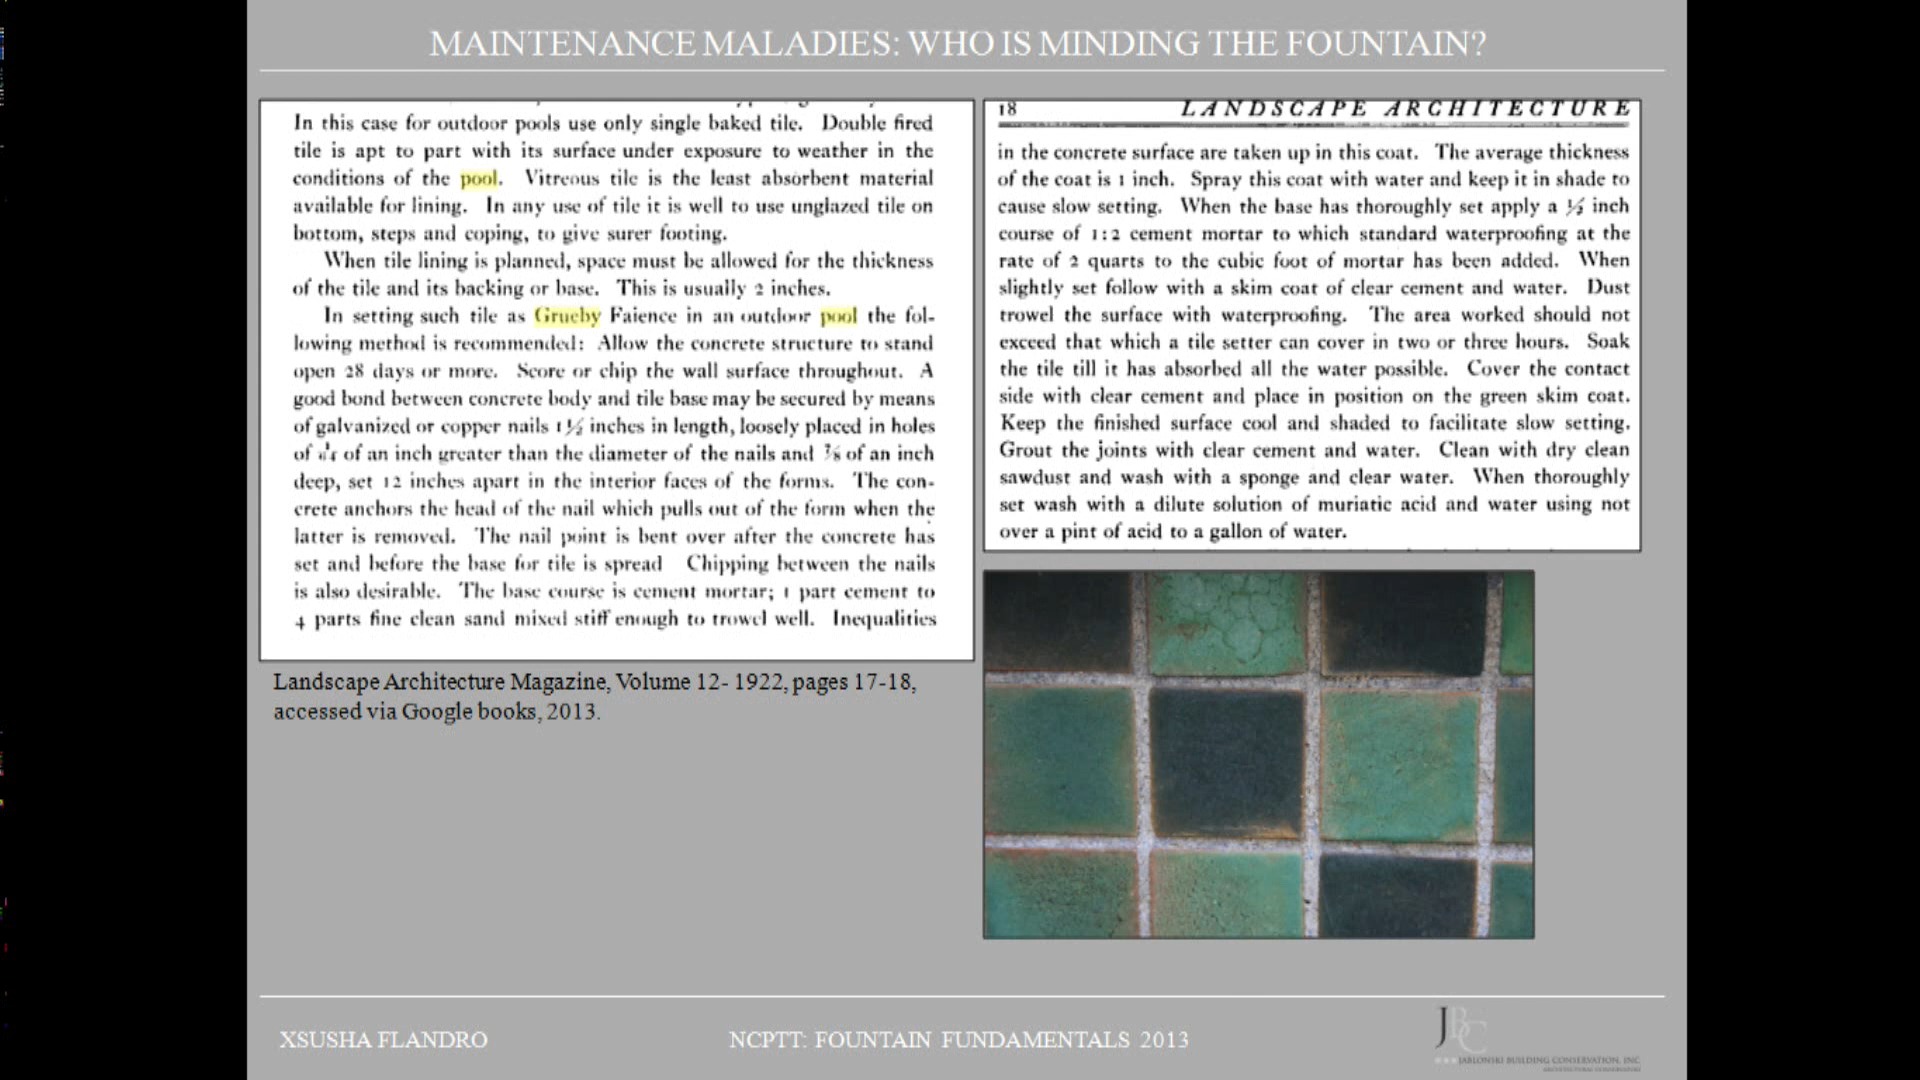 MAINTENANCE MALADIES: WHO IS MINDING THE FOUNTAIN?
In this case for outdoor pools use only single baked tile. Double fired
tile is apt to part with its surface under exposure to weather in the
conditions of the pool. Vitreous tile is the least absorbent material
available for lining. In any use of tile it is well to use unglazed tile on
bottom, steps and coping, to give surer footing.
When tile lining is planned, space must be allowed for the thickness
of the tile and its backing or base. This is usually 2 inches.
In setting such tile as Grueby Faience in an outdoor pool the fol-
lowing method is recommended: Allow the concrete structure to stand
open 28 days or more. Score or chip the wall surface throughout. A
good bond between concrete body and tile base may be secured by means
of galvanized or copper nails 1½ inches in length, loosely placed in holes
of of an inch greater than the diameter of the nails and ⅞ of an inch
deep, set 12 inches apart in the interior faces of the forms. The con-
crete anchors the head of the nail which pulls out of the form when the
latter is removed. The nail point is bent over after the concrete has
set and before the base for tile is spread Chipping between the nails
is also desirable. The base course is cement mortar; 1 part cement to
4 parts fine clean sand mixed stiff enough to trowel well. Inequalities
Landscape Architecture Magazine, Volume 12- 1922, pages 17-18,
accessed via Google books, 2013.
18 LANDSCAPE ARCHITECTURE
in the concrete surface are taken up in this coat. The average thickness
of the coat is 1 inch. Spray this coat with water and keep it in shade to
cause slow setting. When the base has thoroughly set apply a ½ inch
course of 1:2 cement mortar to which standard waterproofing at the
rate of 2 quarts to the cubic foot of mortar has been added. When
slightly set follow with a skim coat of clear cement and water. Dust
trowel the surface with waterproofing. The area worked should not
exceed that which a tile setter can cover in two or three hours. Soak
the tile till it has absorbed all the water possible. Cover the contact
side with clear cement and place in position on the green skim coat.
Keep the finished surface cool and shaded to facilitate slow setting.
Grout the joints with clear cement and water. Clean with dry clean
sawdust and wash with a sponge and clear water. When thoroughly
set wash with a dilute solution of muriatic acid and water using not
over a pint of acid to a gallon of water.
XSUSHA FLANDRO
NCPTT: FOUNTAIN FUNDAMENTALS 2013
JBC
JABLONSKI BUILDING CONSERVATION, INC.